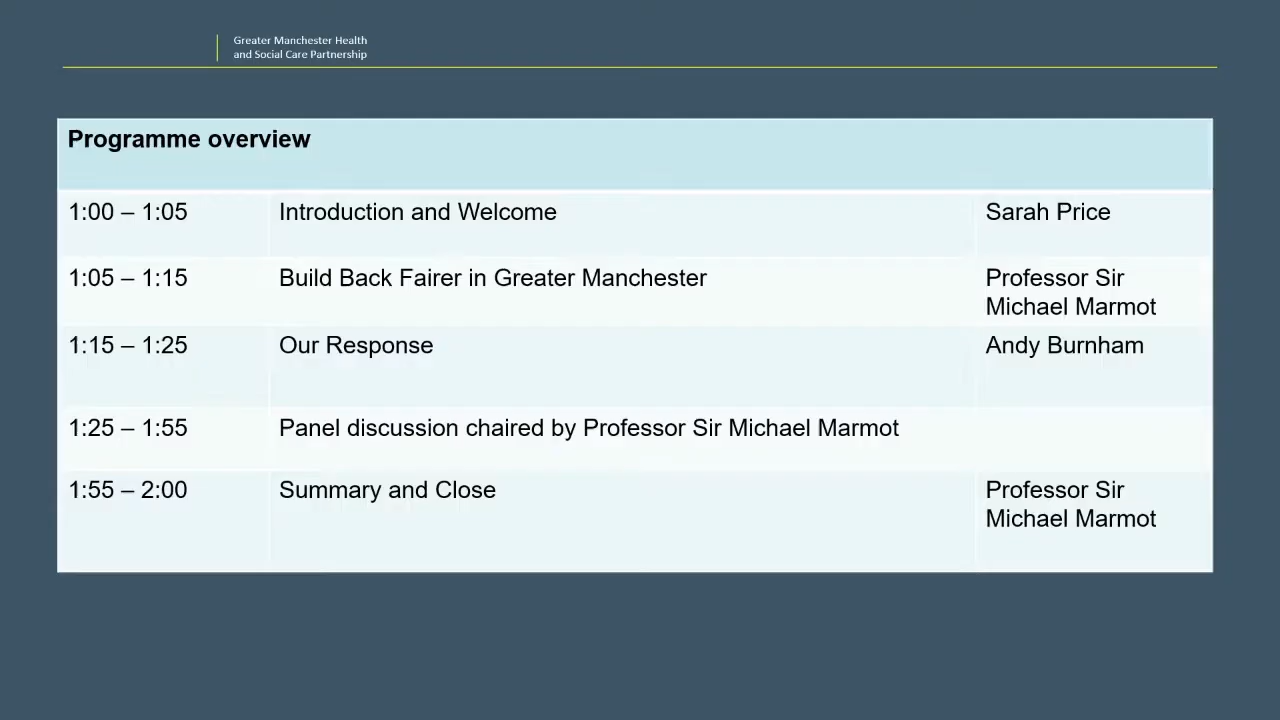 Greater Manchester Health
and Social Care Partnership
Programme overview
1:00 – 1:05 Introduction and Welcome Sarah Price
1:05 – 1:15 Build Back Fairer in Greater Manchester Professor Sir
Michael Marmot
1:15 – 1:25 Our Response Andy Burnham
1:25 – 1:55 Panel discussion chaired by Professor Sir Michael Marmot
1:55 – 2:00 Summary and Close Professor Sir
Michael Marmot